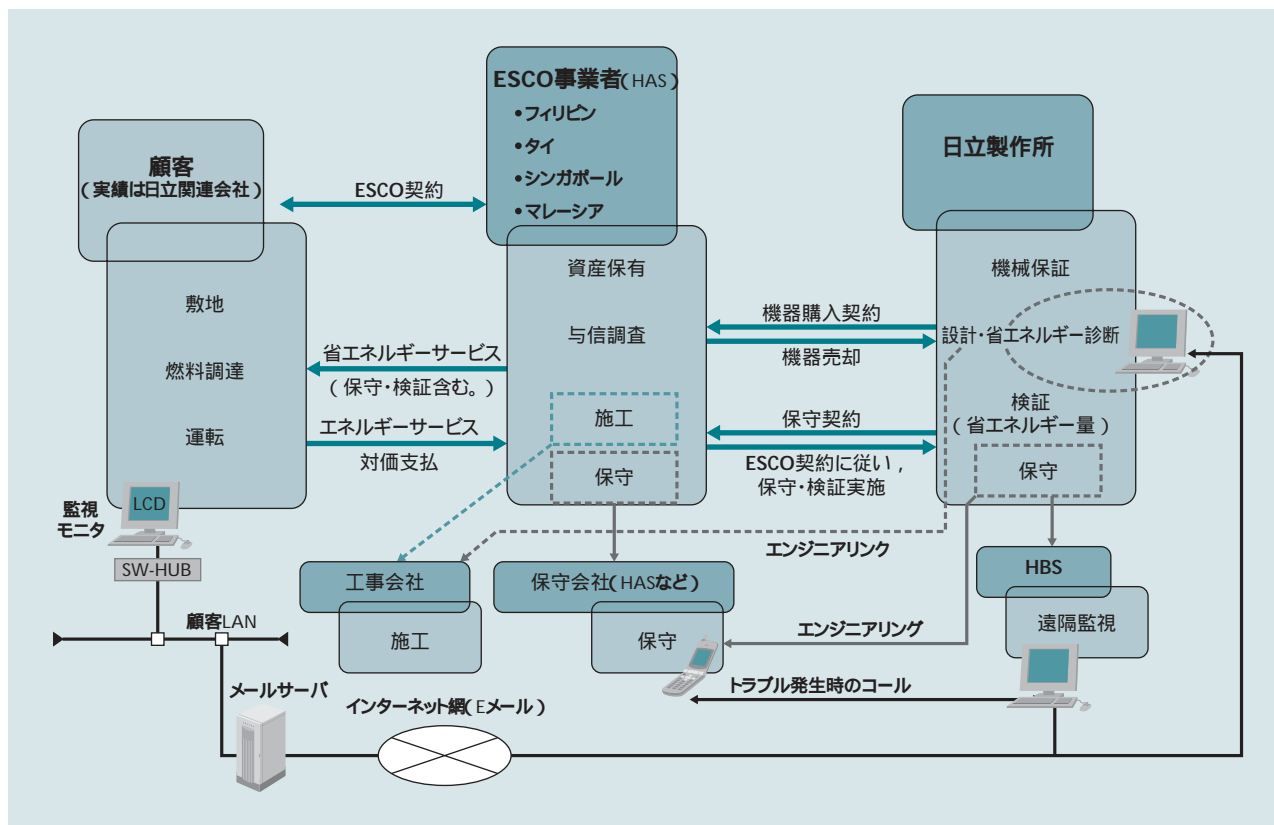 ESCO事業者(HAS)
•フィリピン
•タイ
•シンガポール
•マレーシア
顧客
(実績は日立関連会社)
日立製作所
ESCO契約
敷地
燃料調達
運転
資産保有
与信調査
施工
保守
機械保証
設計・省エネルギー診断
検証
(省エネルギー量)
保守
機器購入契約
機器売却
省エネルギーサービス
(保守・検証含む。)
エネルギーサービス
対価支払
保守契約
ESCO契約に従い,
保守・検証実施
監視
モニタ
LCD
SW-HUB
顧客LAN
エンジニアリンク
工事会社
施工
保守会社(HASなど)
保守
HBS
遠隔監視
エンジニアリング
トラブル発生時のコール
メールサーバ
インターネット網(Eメール)